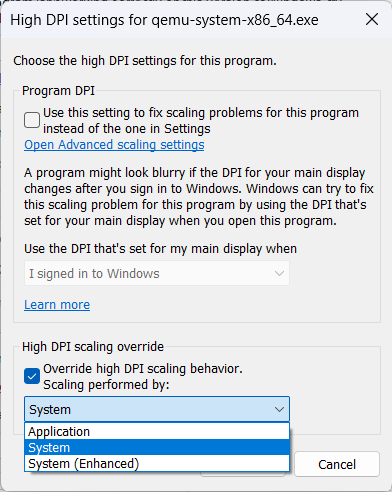 High DPI settings for qemu-system-x86_64.exe
Choose the high DPI settings for this program.
Program DPI
Use this setting to fix scaling problems for this program
instead of the one in Settings
Open Advanced scaling settings
A program might look blurry if the DPI for your main display
changes after you sign in to Windows. Windows can try to fix
this scaling problem for this program by using the DPI that's
set for your main display when you open this program.
Use the DPI that's set for my main display when
I signed in to Windows
Learn more
High DPI scaling override
Override high DPI scaling behavior.
Scaling performed by:
System
Application
System
System (Enhanced)
Cancel